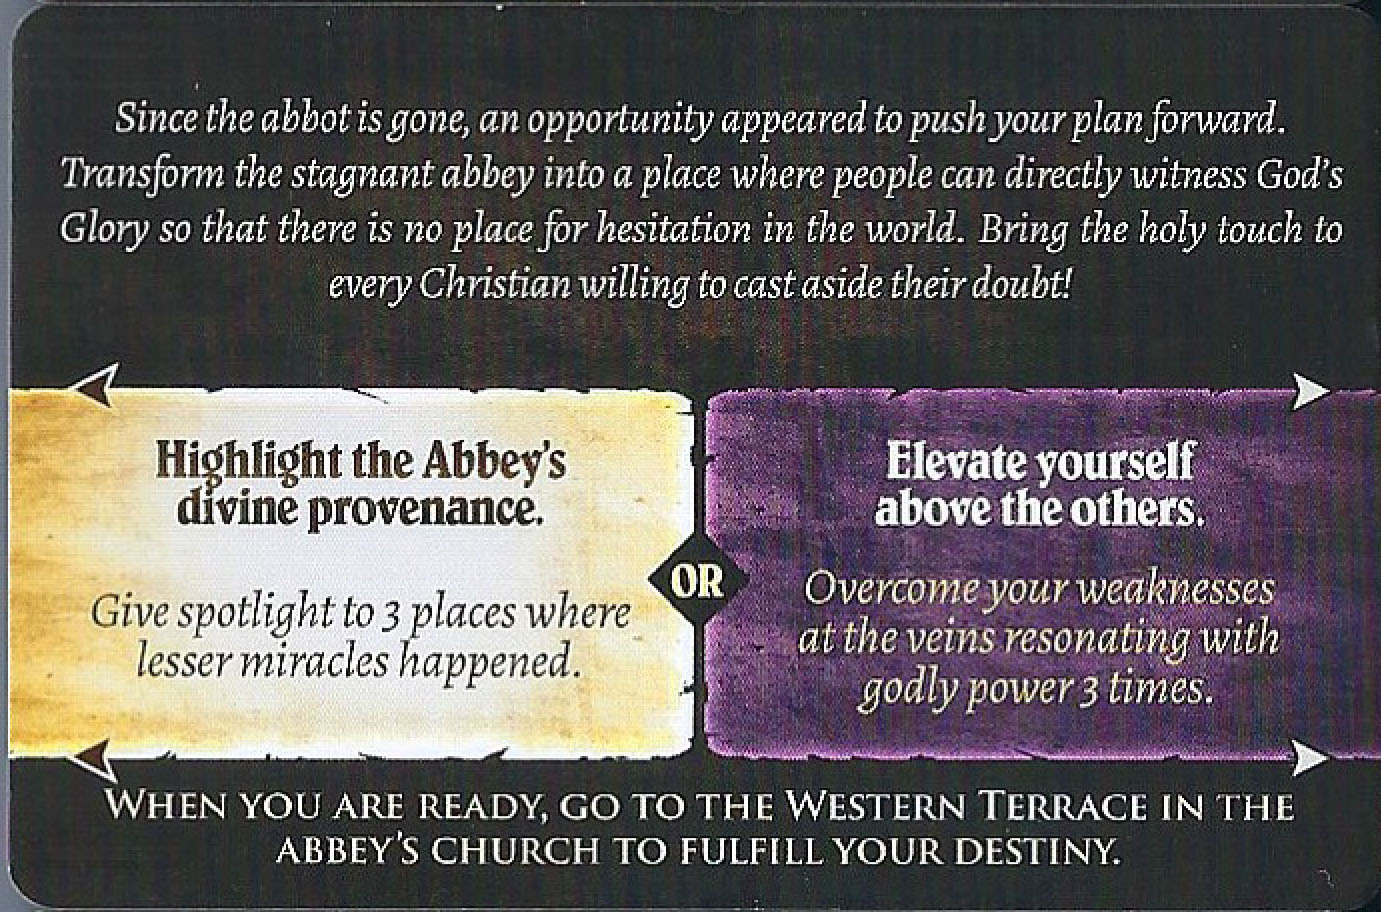 Since the abbot is gone, an opportunity appeared to push your plan forward.
Transform the stagnant abbey into a place where people can directly witness God's
Glory so that there is no place for hesitation in the world. Bring the holy touch to
every Christian willing to cast aside their doubt!
Highlight the Abbey's
divine provenance.
Give spotlight to 3 places where
lesser miracles happened.
OR
Elevate yourself
above the others.
Overcome your weaknesses
at the veins resonating with
godly power 3 times.
WHEN YOU ARE READY, GO TO THE WESTERN TERRACE IN THE
ABBEY'S CHURCH TO FULFILL YOUR DESTINY.